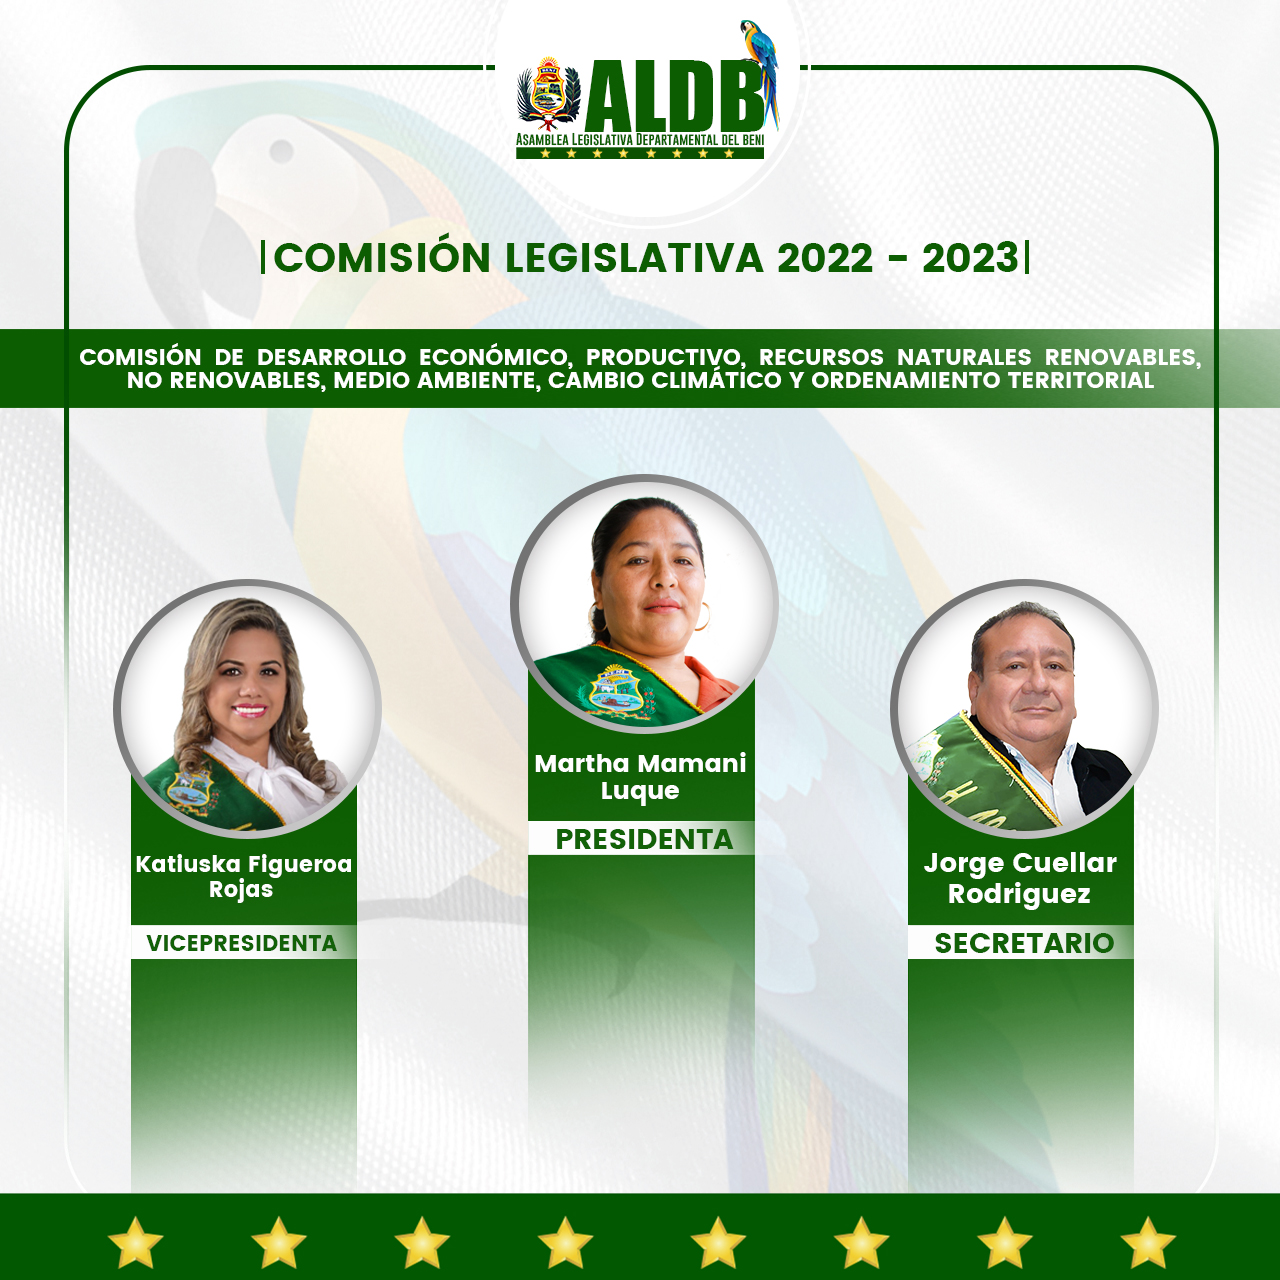 ALDB
ASAMBLEA LEGISLATIVA DEPARTAMENTAL DEL BENI
|COMISIÓN LEGISLATIVA 2022 - 2023|
COMISIÓN DE DESARROLLO ECONÓMICO, PRODUCTIVO, RECURSOS NATURALES RENOVABLES,
NO RENOVABLES, MEDIO AMBIENTE, CAMBIO CLIMÁTICO Y ORDENAMIENTO TERRITORIAL
Martha Mamani
Luque
PRESIDENTA
Katiuska Figueroa
Rojas
VICEPRESIDENTA
Jorge Cuellar
Rodriguez
SECRETARIO